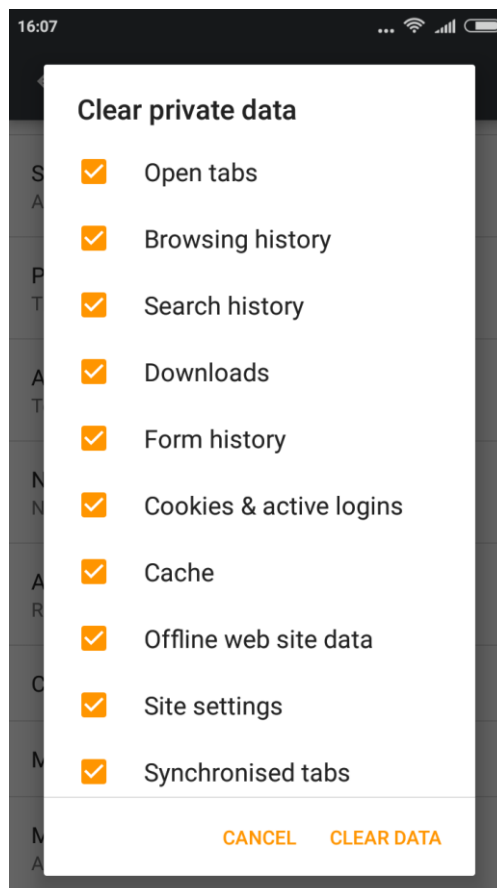 16:07
Clear private data
Open tabs
Browsing history
Search history
Downloads
Form history
Cookies & active logins
Cache
Offline web site data
Site settings
Synchronised tabs
CANCEL CLEAR DATA